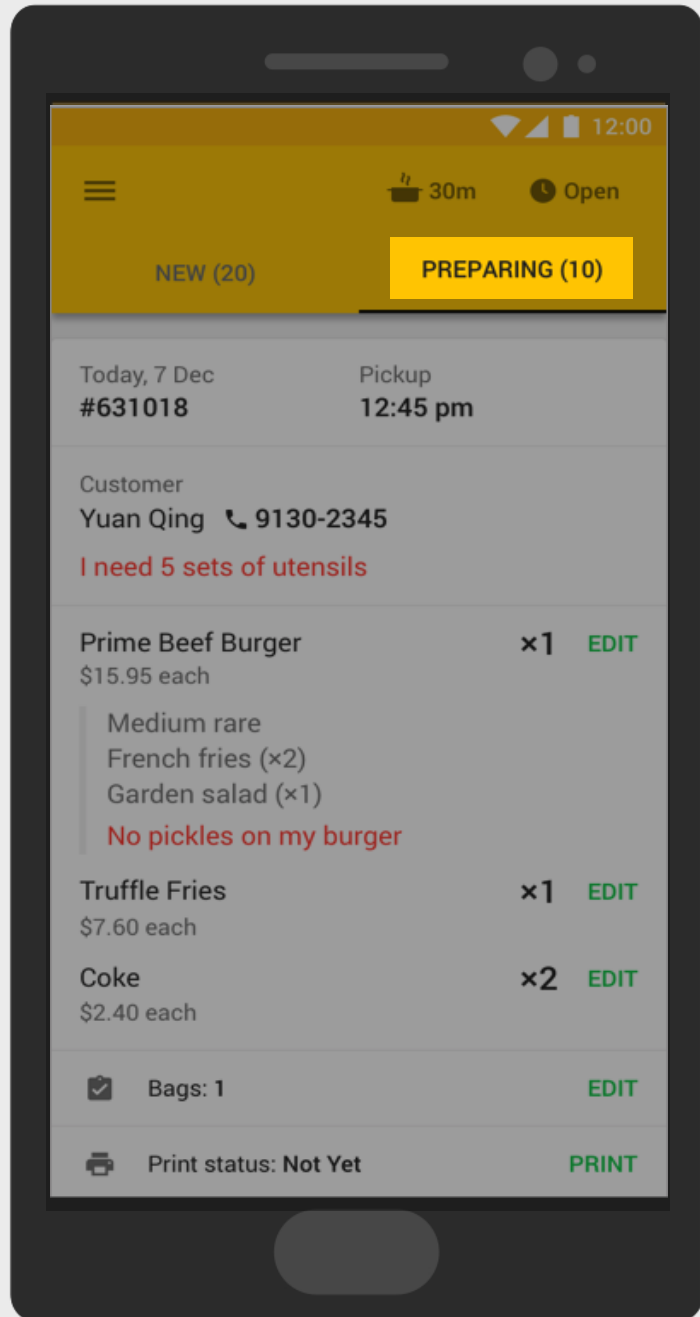 12:00
30m Open
NEW (20) PREPARING (10)
Today, 7 Dec Pickup
#631018 12:45 pm
Customer
Yuan Qing 9130-2345
I need 5 sets of utensils
Prime Beef Burger ×1 EDIT
$15.95 each
Medium rare
French fries (×2)
Garden salad (×1)
No pickles on my burger
Truffle Fries ×1 EDIT
$7.60 each
Coke ×2 EDIT
$2.40 each
Bags: 1 EDIT
Print status: Not Yet PRINT